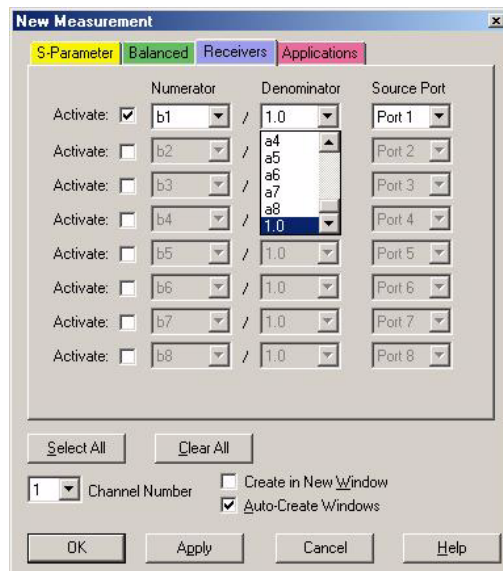 New Measurement
S-Parameter Balanced Receivers Applications
Numerator Denominator Source Port
Activate: b1 / 1.0 Port 1
a4
a5
a6
a7
a8
1.0
Activate: b2 / Port 2
Activate: b3 / Port 3
Activate: b4 / Port 4
Activate: b5 / 1.0 Port 5
Activate: b6 / 1.0 Port 6
Activate: b7 / 1.0 Port 7
Activate: b8 / 1.0 Port 8
Select All Clear All
1 Channel Number
Create in New Window
Auto-Create Windows
OK Apply Cancel Help